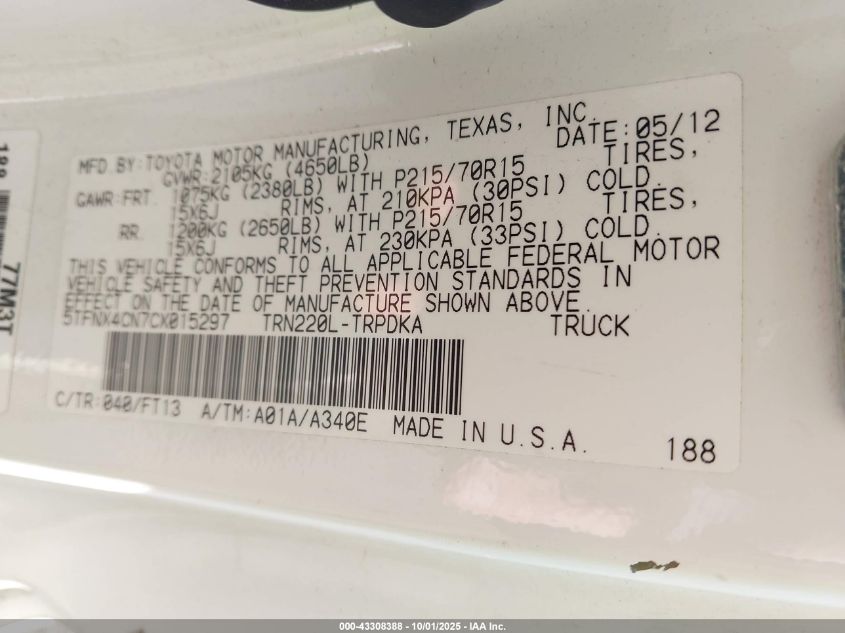 MFD BY: TOYOTA MOTOR MANUFACTURING, TEXAS, INC.
GVWR: 2105KG (4650LB) DATE: 05/12
GAWR: FRT. 1075KG (2380LB) WITH P215/70R15 TIRES,
15X6J RIMS, AT 210KPA (30PSI) COLD.
RR. 1200KG (2650LB) WITH P215/70R15 TIRES,
15X6J RIMS, AT 230KPA (33PSI) COLD.
THIS VEHICLE CONFORMS TO ALL APPLICABLE FEDERAL MOTOR
VEHICLE SAFETY AND THEFT PREVENTION STANDARDS IN
EFFECT ON THE DATE OF MANUFACTURE SHOWN ABOVE.
5TFNX4CN7CX015297 TRN220L-TRPDKA TRUCK
C/TR: 040/FT13 A/TM: A01A/A340E MADE IN U.S.A.
188
199
77M3T
000-43308388 - 10/01/2025 - IAA Inc.